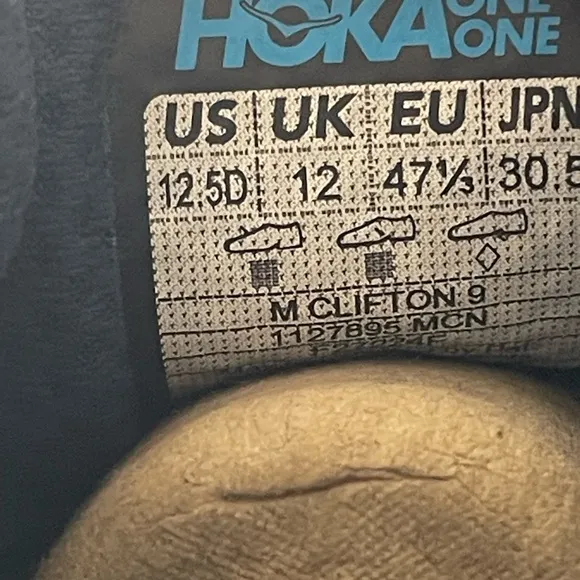 HOKA ONE
ONE
US UK EU JPN
12.5D 12 47⅓ 30.5
M CLIFTON 9
1127895 MCN